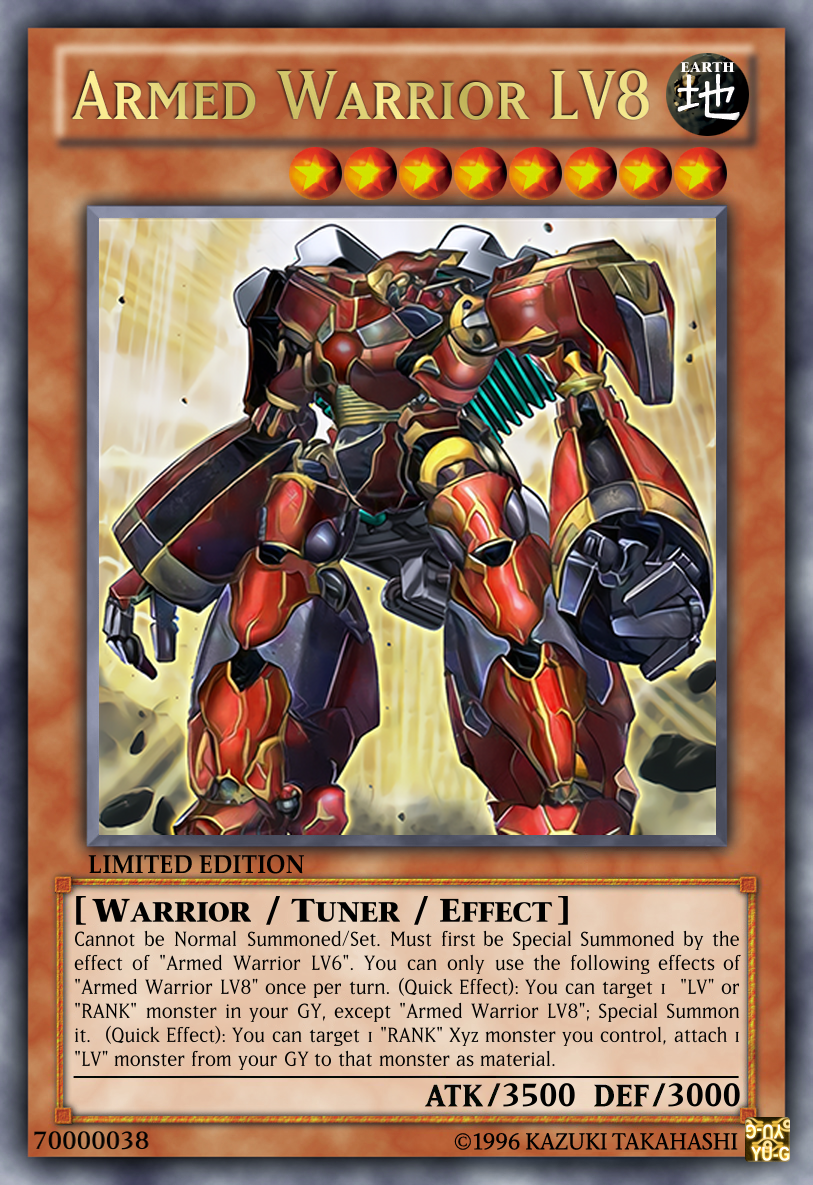 ARMED WARRIOR LV8
EARTH
地
LIMITED EDITION
[ WARRIOR / TUNER / EFFECT ]
Cannot be Normal Summoned/Set. Must first be Special Summoned by the
effect of "Armed Warrior LV6". You can only use the following effects of
"Armed Warrior LV8" once per turn. (Quick Effect): You can target 1 "LV" or
"RANK" monster in your GY, except "Armed Warrior LV8"; Special Summon
it. (Quick Effect): You can target 1 "RANK" Xyz monster you control, attach 1
"LV" monster from your GY to that monster as material.
ATK/3500 DEF/3000
70000038
©1996 KAZUKI TAKAHASHI